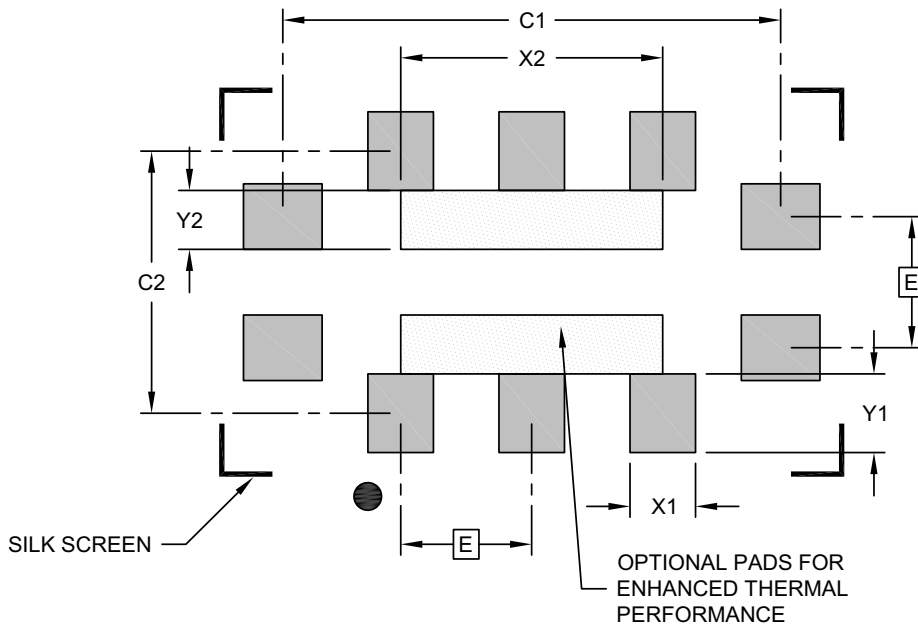 C1
X2
Y2
C2
E
Y1
X1
E
SILK SCREEN
OPTIONAL PADS FOR
ENHANCED THERMAL
PERFORMANCE